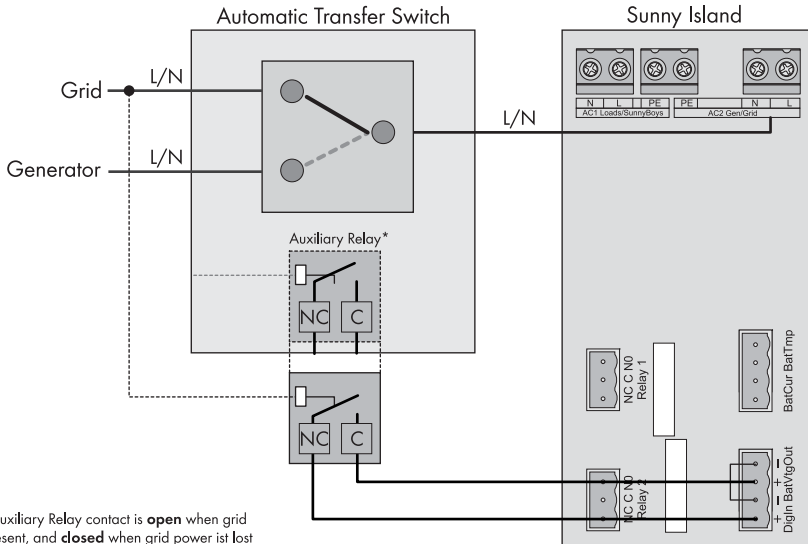 Automatic Transfer Switch
Sunny Island
Grid
L/N
Generator
L/N
L/N
N L PE PE N L
AC1 Loads/SunnyBoys AC2 Gen/Grid
Auxiliary Relay*
NC C
NC C
NC C N0
Relay 1
BatCur BatTmp
NC C N0
Relay 2
+ - + -
DigIn BatVtgOut
uxiliary Relay contact is open when grid
esent, and closed when grid power ist lost